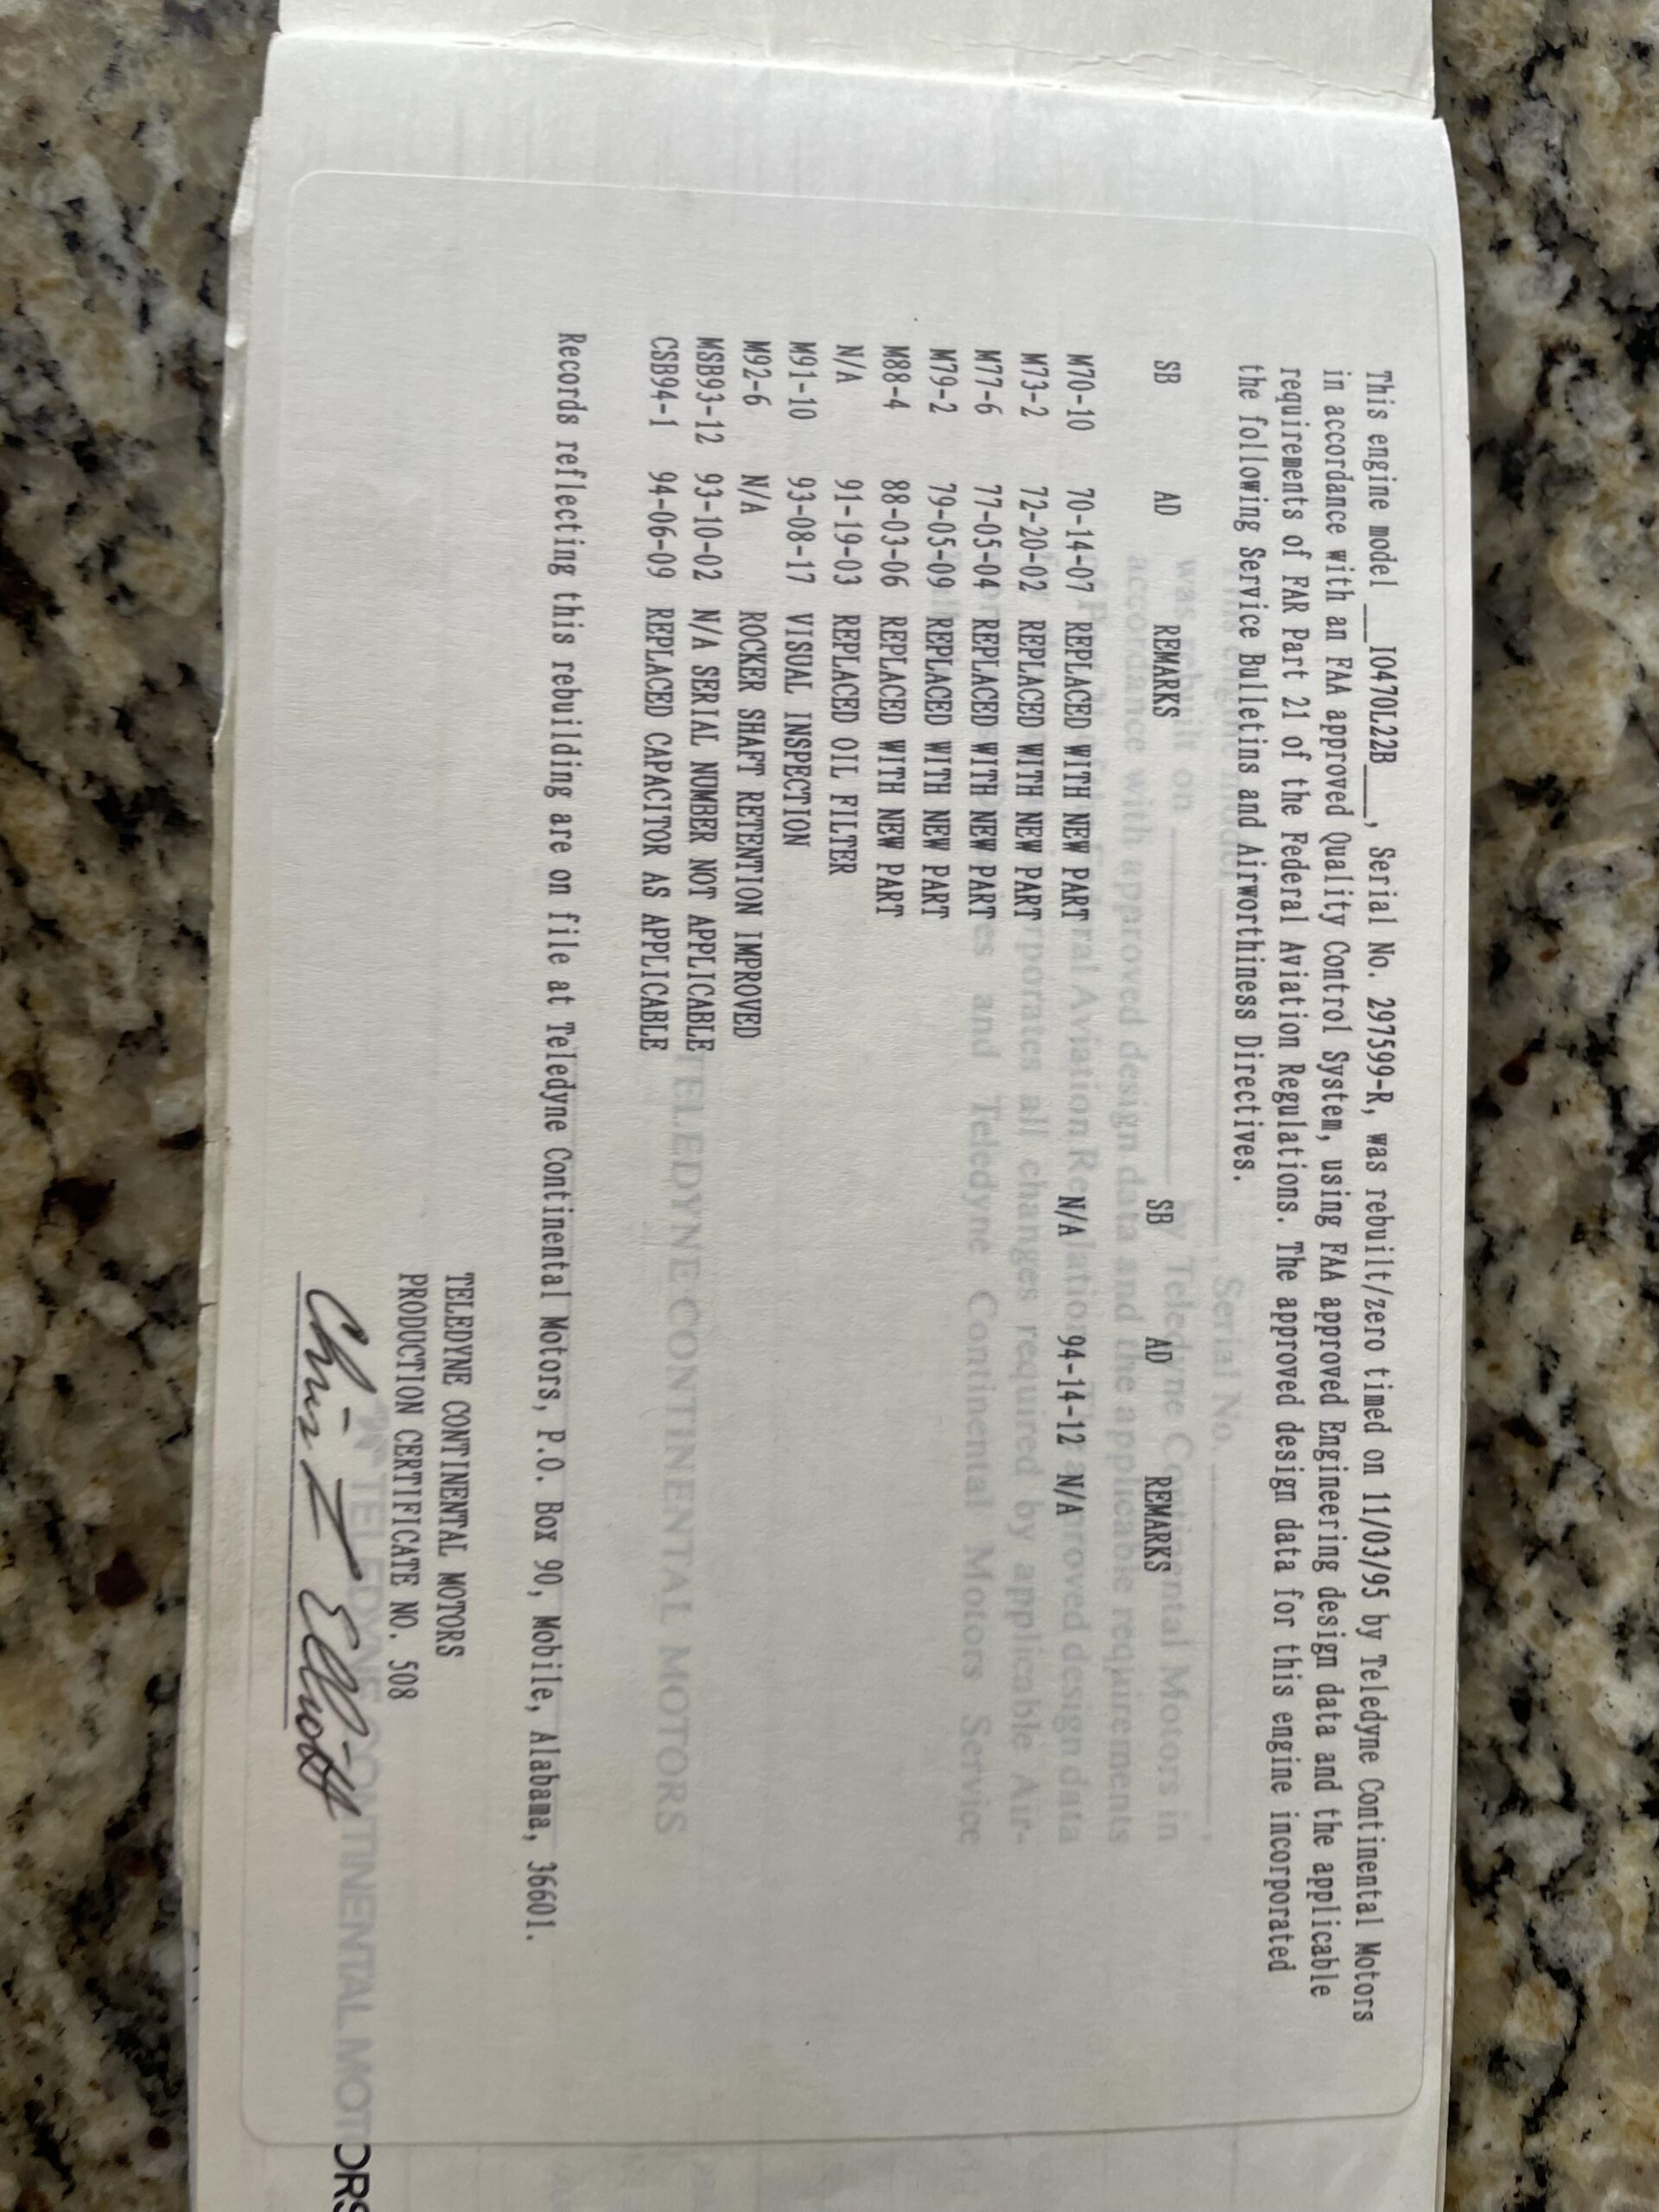 This engine model ___IO470L22B____, Serial No. 297599-R, was rebuilt/zero timed on 11/03/95 by Teledyne Continental Motors
in accordance with an FAA approved Quality Control System, using FAA approved Engineering design data and the applicable
requirements of FAR Part 21 of the Federal Aviation Regulations. The approved design data for this engine incorporated
the following Service Bulletins and Airworthiness Directives.
SB AD REMARKS SB AD REMARKS
M70-10 70-14-07 REPLACED WITH NEW PART N/A 94-14-12 N/A
M73-2 72-20-02 REPLACED WITH NEW PART
M77-6 77-05-04 REPLACED WITH NEW PART
M79-2 79-05-09 REPLACED WITH NEW PART
M88-4 88-03-06 REPLACED WITH NEW PART
N/A 91-19-03 REPLACED OIL FILTER
M91-10 93-08-17 VISUAL INSPECTION
M92-6 N/A ROCKER SHAFT RETENTION IMPROVED
MSB93-12 93-10-02 N/A SERIAL NUMBER NOT APPLICABLE
CSB94-1 94-06-09 REPLACED CAPACITOR AS APPLICABLE
Records reflecting this rebuilding are on file at Teledyne Continental Motors, P.O. Box 90, Mobile, Alabama, 36601.
TELEDYNE CONTINENTAL MOTORS
PRODUCTION CERTIFICATE NO. 508
TELEDYNE CONTINENTAL MOTORS